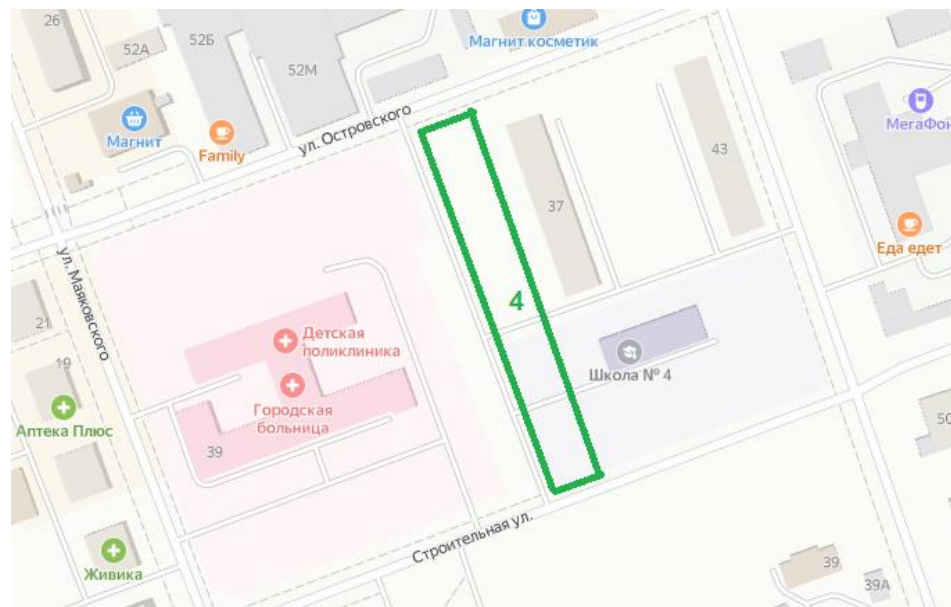 26
52А
52Б
52М
Магнит косметик
Магнит
Family
ул. Островского
МегаФон
43
37
Еда едет
ул. Маяковского
4
21
19
Детская
поликлиника
Школа № 4
Аптека Плюс
Городская
больница
39
50
Строительная ул.
Живика
39
39А